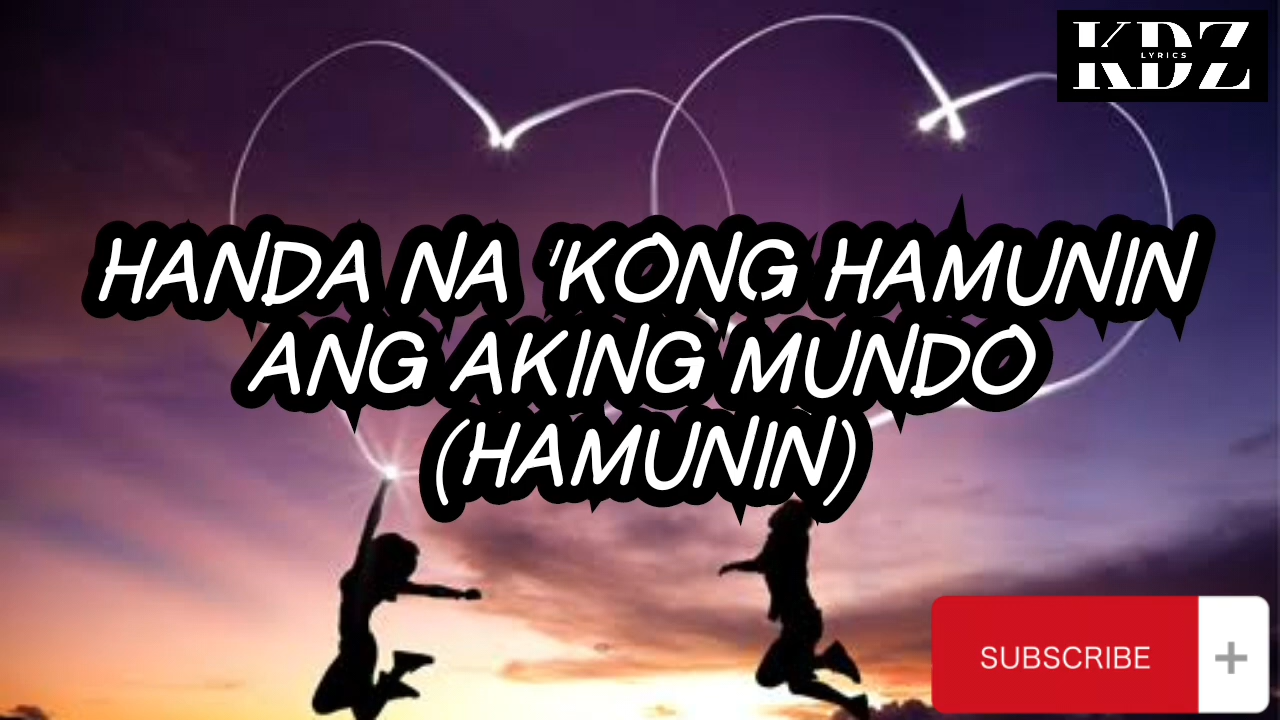 KDZ
LYRICS
HANDA NA 'KONG HAMUNIN
ANG AKING MUNDO
(HAMUNIN)
SUBSCRIBE +